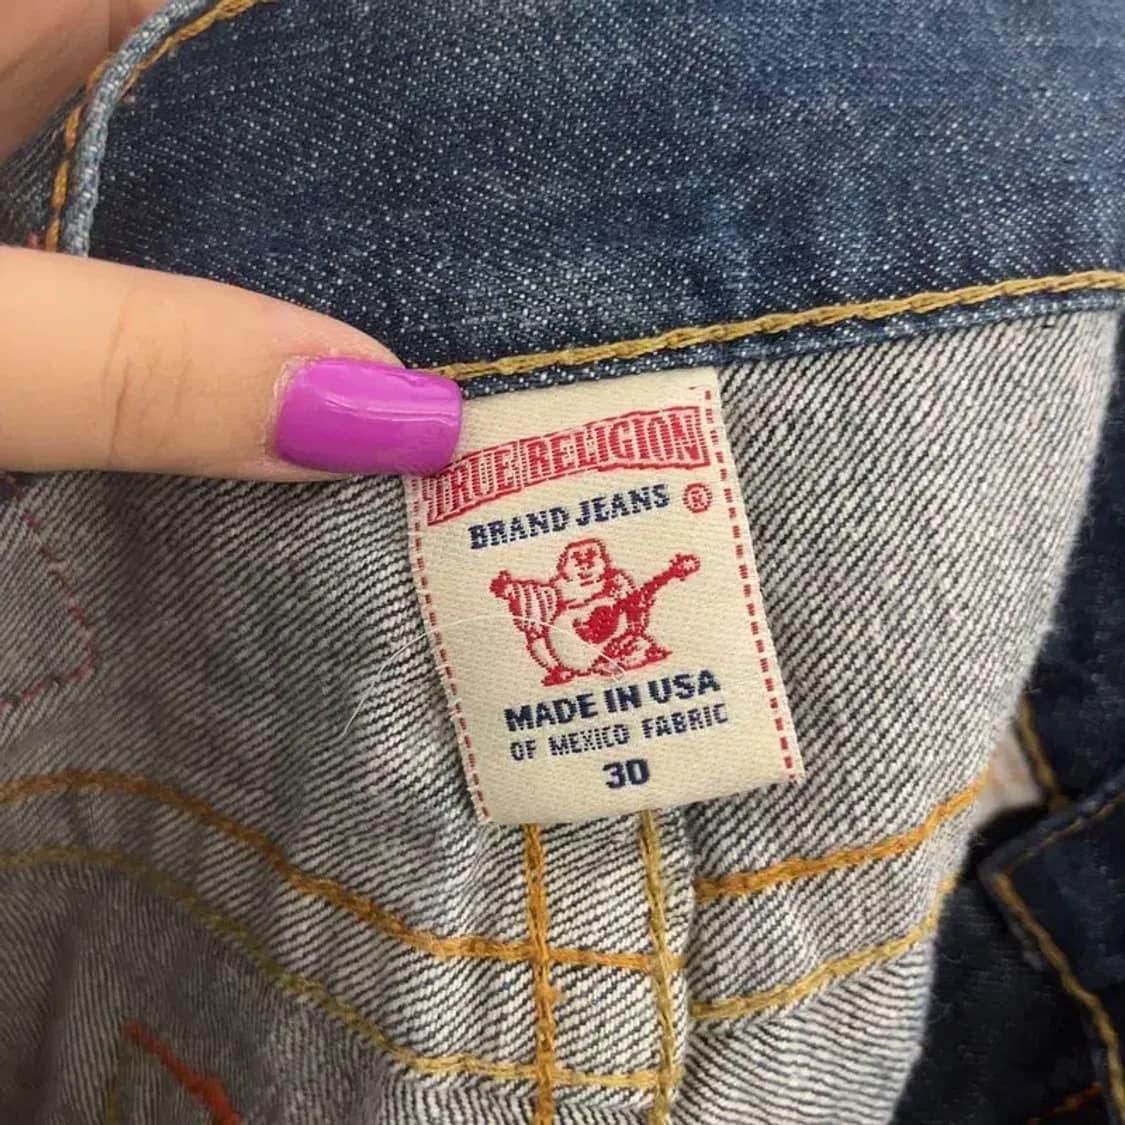 TRUE RELIGION
BRAND JEANS ®
MADE IN USA
OF MEXICO FABRIC
30